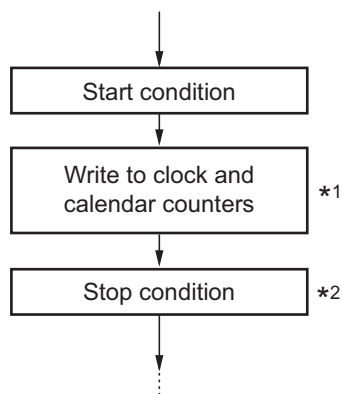 Start condition
Write to clock and
calendar counters
*1
Stop condition
*2